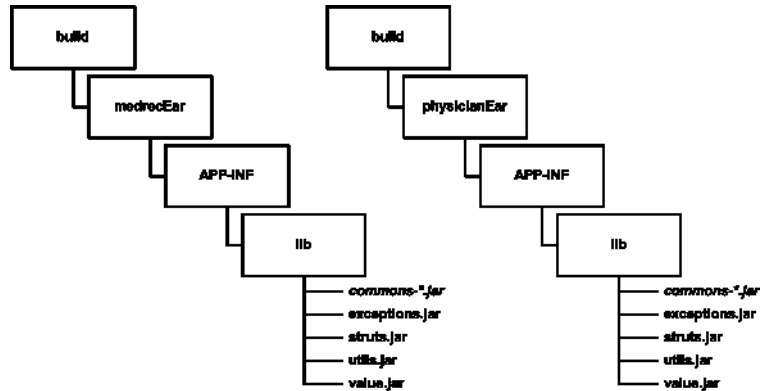 build
medrecEar
APP-INF
lib
commons-*.jar
exceptions.jar
struts.jar
utils.jar
value.jar
build
physicianEar
APP-INF
lib
commons-*.jar
exceptions.jar
struts.jar
utils.jar
value.jar